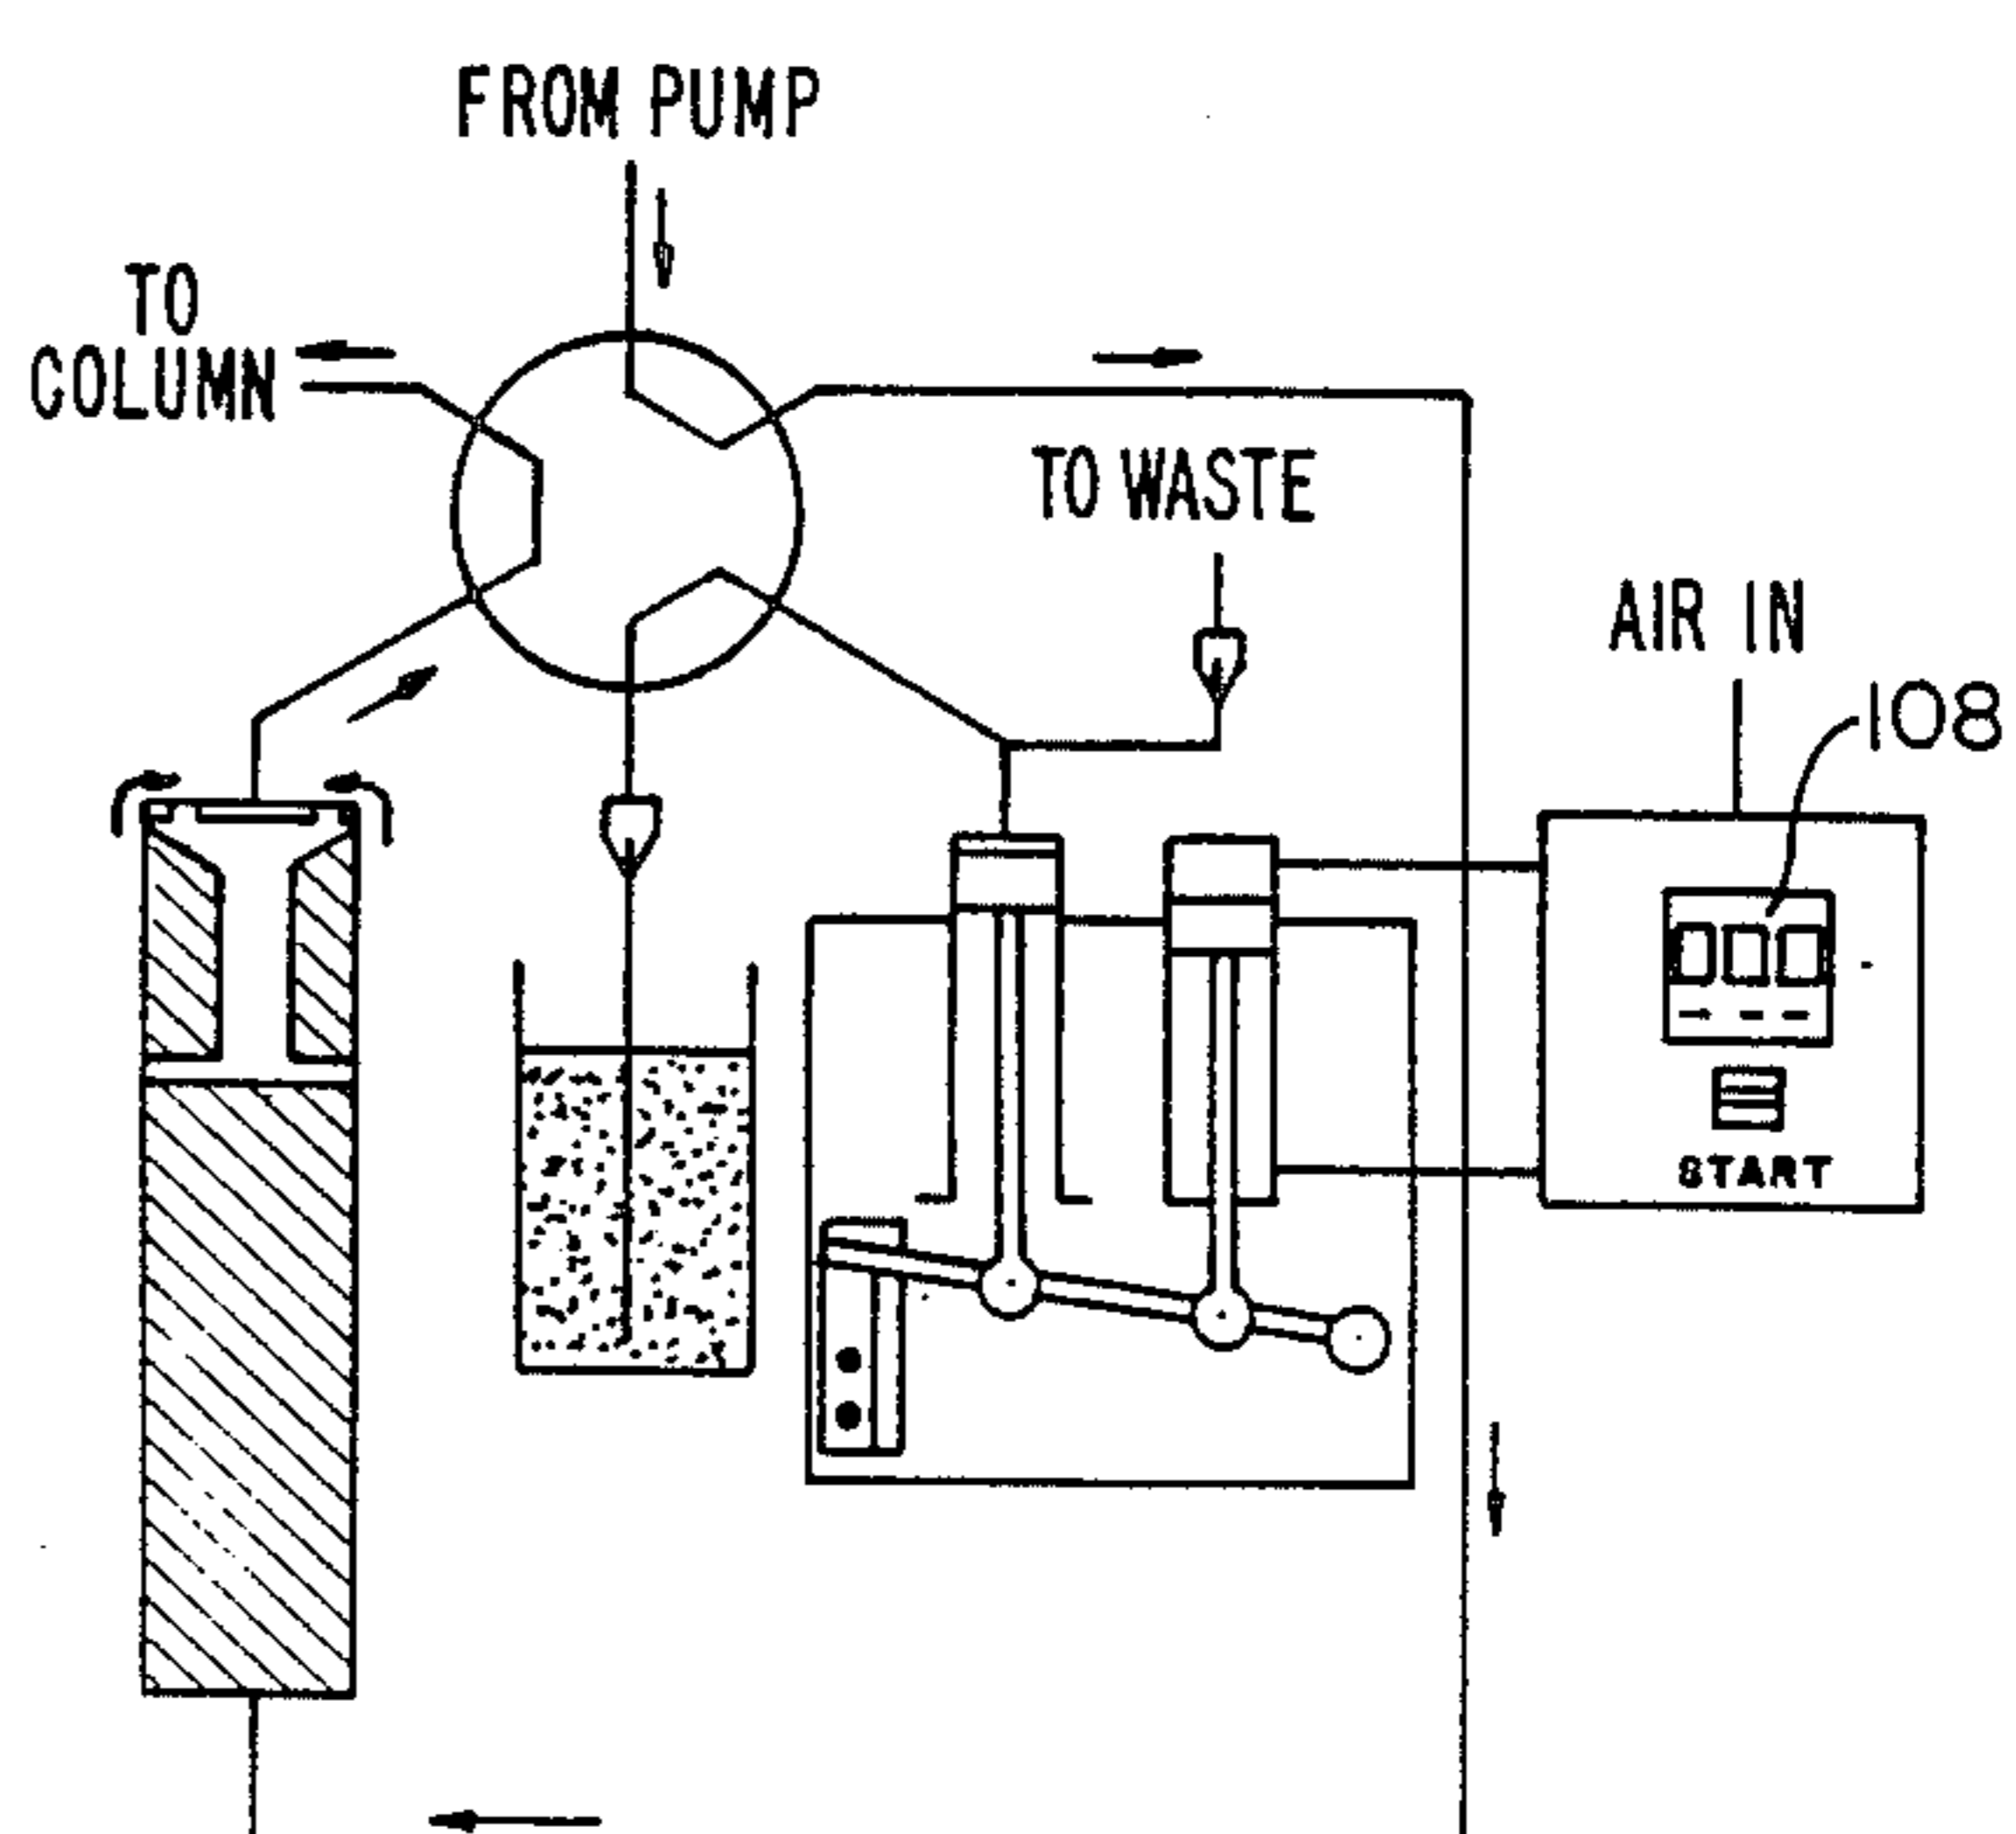 FROM PUMP
TO
COLUMN
TO WASTE
AIR IN
108
START